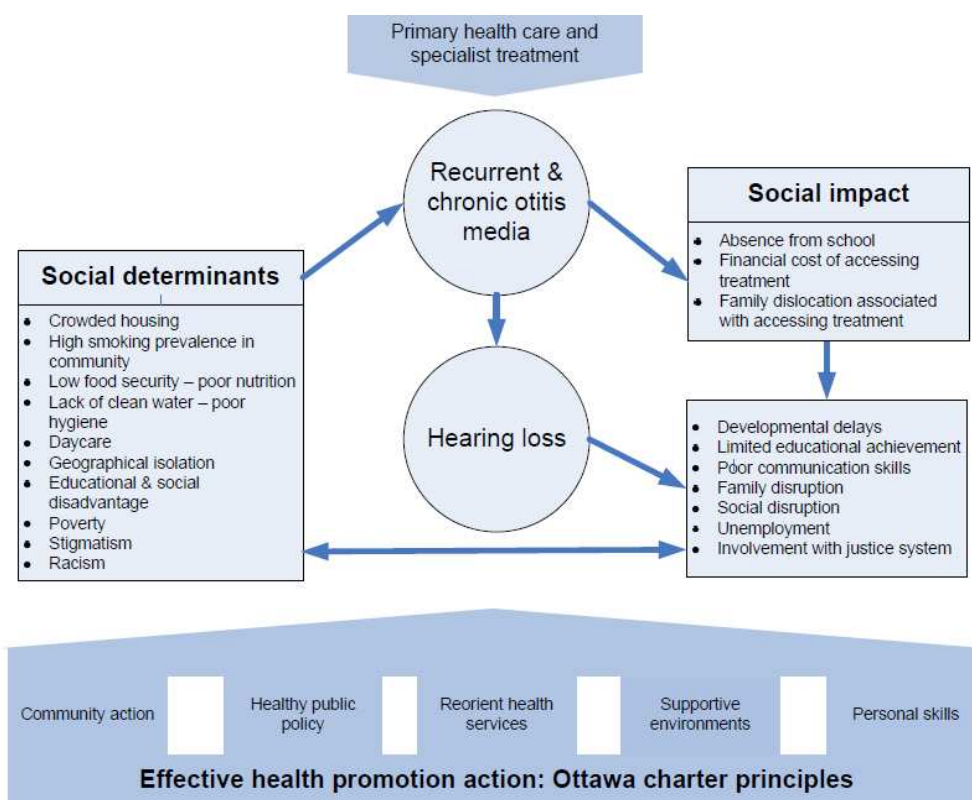 Primary health care and
specialist treatment
Recurrent &
chronic otitis
media
Social impact
• Absence from school
• Financial cost of accessing
treatment
• Family dislocation associated
with accessing treatment
Social determinants
• Crowded housing
• High smoking prevalence in
community
• Low food security – poor nutrition
• Lack of clean water – poor
hygiene
• Daycare
• Geographical isolation
• Educational & social
disadvantage
• Poverty
• Stigmatism
• Racism
Hearing loss
• Developmental delays
• Limited educational achievement
• Poor communication skills
• Family disruption
• Social disruption
• Unemployment
• Involvement with justice system
Community action
Healthy public
policy
Reorient health
services
Supportive
environments
Personal skills
Effective health promotion action: Ottawa charter principles